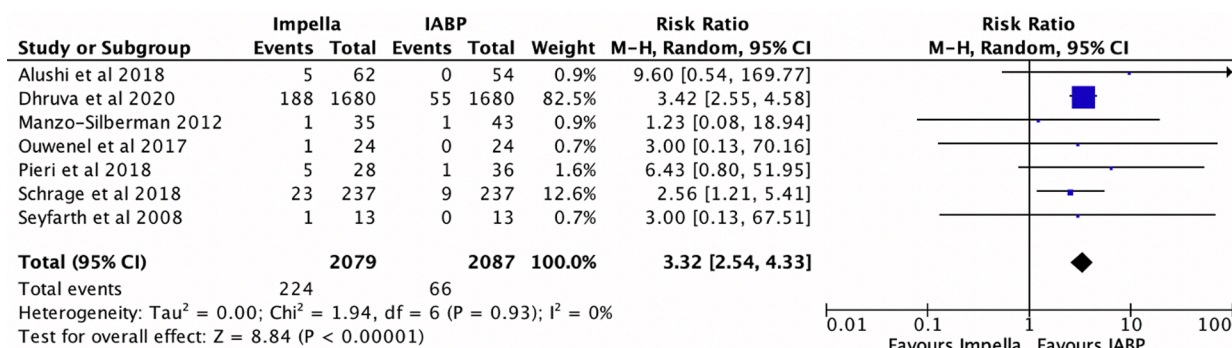 Impella IABP Risk Ratio Risk Ratio
Study or Subgroup Events Total Events Total Weight M-H, Random, 95% CI M-H, Random, 95% CI
Alushi et al 2018 5 62 0 54 0.9% 9.60 [0.54, 169.77]
Dhruva et al 2020 188 1680 55 1680 82.5% 3.42 [2.55, 4.58]
Manzo-Silberman 2012 1 35 1 43 0.9% 1.23 [0.08, 18.94]
Ouwenel et al 2017 1 24 0 24 0.7% 3.00 [0.13, 70.16]
Pieri et al 2018 5 28 1 36 1.6% 6.43 [0.80, 51.95]
Schrage et al 2018 23 237 9 237 12.6% 2.56 [1.21, 5.41]
Seyfarth et al 2008 1 13 0 13 0.7% 3.00 [0.13, 67.51]
Total (95% CI) 2079 2087 100.0% 3.32 [2.54, 4.33]
Total events 224 66
Heterogeneity: Tau² = 0.00; Chi² = 1.94, df = 6 (P = 0.93); I² = 0%
Test for overall effect: Z = 8.84 (P < 0.00001)
0.01 0.1 1 10 100
Favours Impella Favours IABP